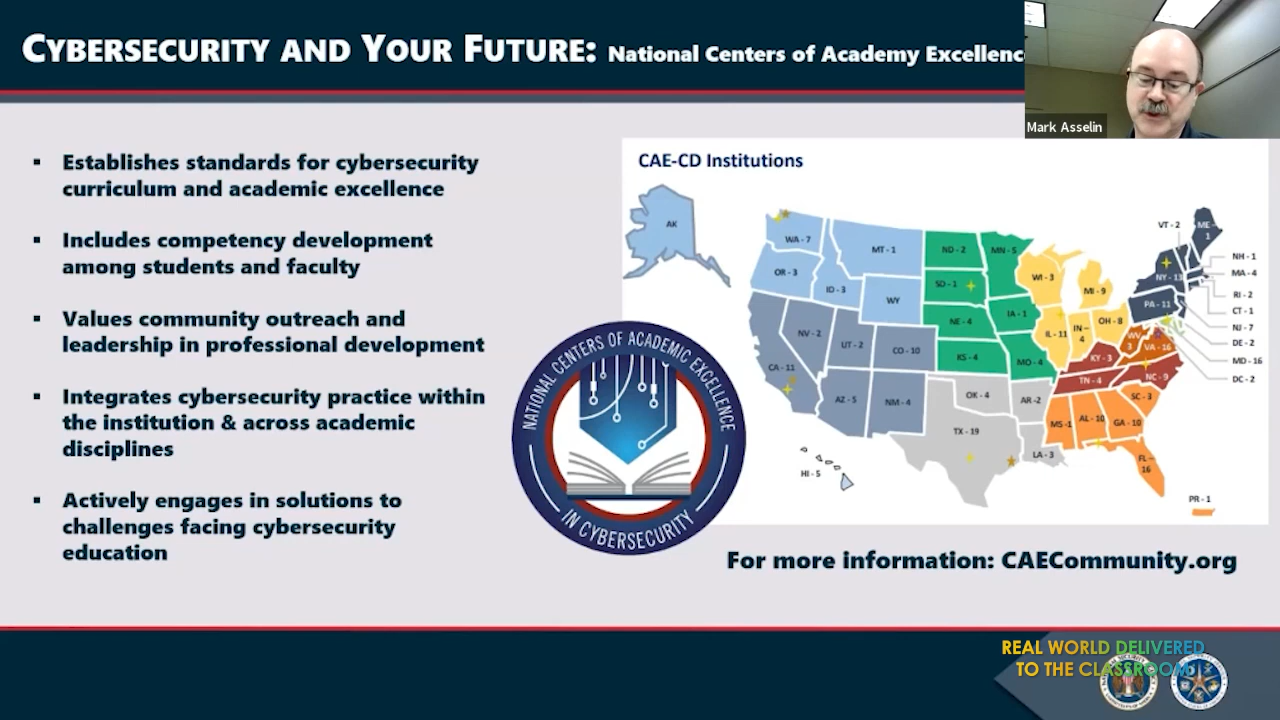 CYBERSECURITY AND YOUR FUTURE: National Centers of Academy Excellence
Mark Asselin
▪ Establishes standards for cybersecurity
curriculum and academic excellence
▪ Includes competency development
among students and faculty
▪ Values community outreach and
leadership in professional development
▪ Integrates cybersecurity practice within
the institution & across academic
disciplines
▪ Actively engages in solutions to
challenges facing cybersecurity
education
CAE-CD Institutions
AK
WA - 7
OR - 3
ID - 3
MT - 1
WY
ND - 2
SD - 1
NE - 4
KS - 4
MN - 5
IA - 1
MO - 4
WI - 3
MI - 9
IL - 11
IN –
4
OH - 8
VT - 2
ME -
1
NY - 13
PA - 11
NH - 1
MA - 4
RI - 2
CT - 1
NJ - 7
DE - 2
MD - 16
DC - 2
WV
3
VA - 16
KY - 3
TN - 4
NC - 9
SC - 3
MS -1
AL - 10
GA - 10
FL –
16
PR - 1
CA - 11
NV - 2
UT - 2
CO - 10
AZ - 5
NM - 4
OK - 4
AR -2
TX - 19
LA - 3
HI - 5
NATIONAL CENTERS OF ACADEMIC EXCELLENCE
IN CYBERSECURITY
For more information: CAECommunity.org
REAL WORLD DELIVERED
TO THE CLASSROOM